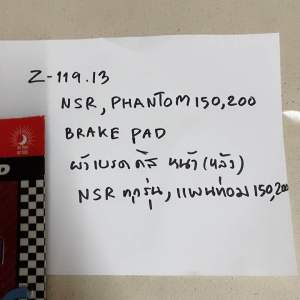 Z-119.13
NSR, PHANTOM 150,200
BRAKE PAD
ผ้าเบรคดิส หน้า(หลัง)
NSR ทุกรุ่น, แฟนท่อม 150,200
D